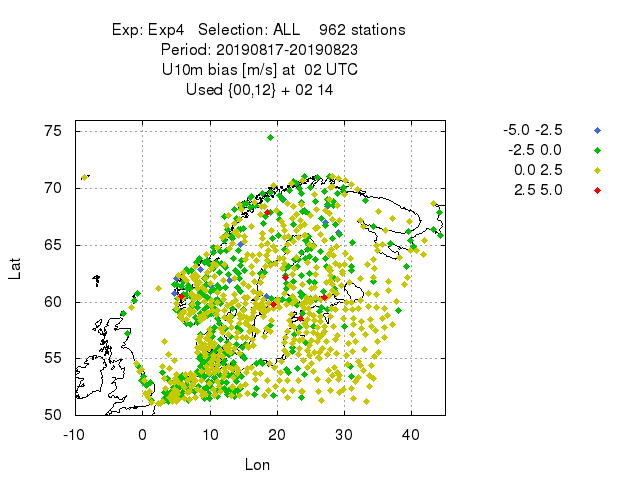 Exp: Exp4   Selection: ALL    962 stations
Period: 20190817-20190823
U10m bias [m/s] at  02 UTC
Used {00,12} + 02 14
-5.0 -2.5
-2.5 0.0
0.0 2.5
2.5 5.0
75
70
65
60
55
50
Lat
-10 0 10 20 30 40
Lon